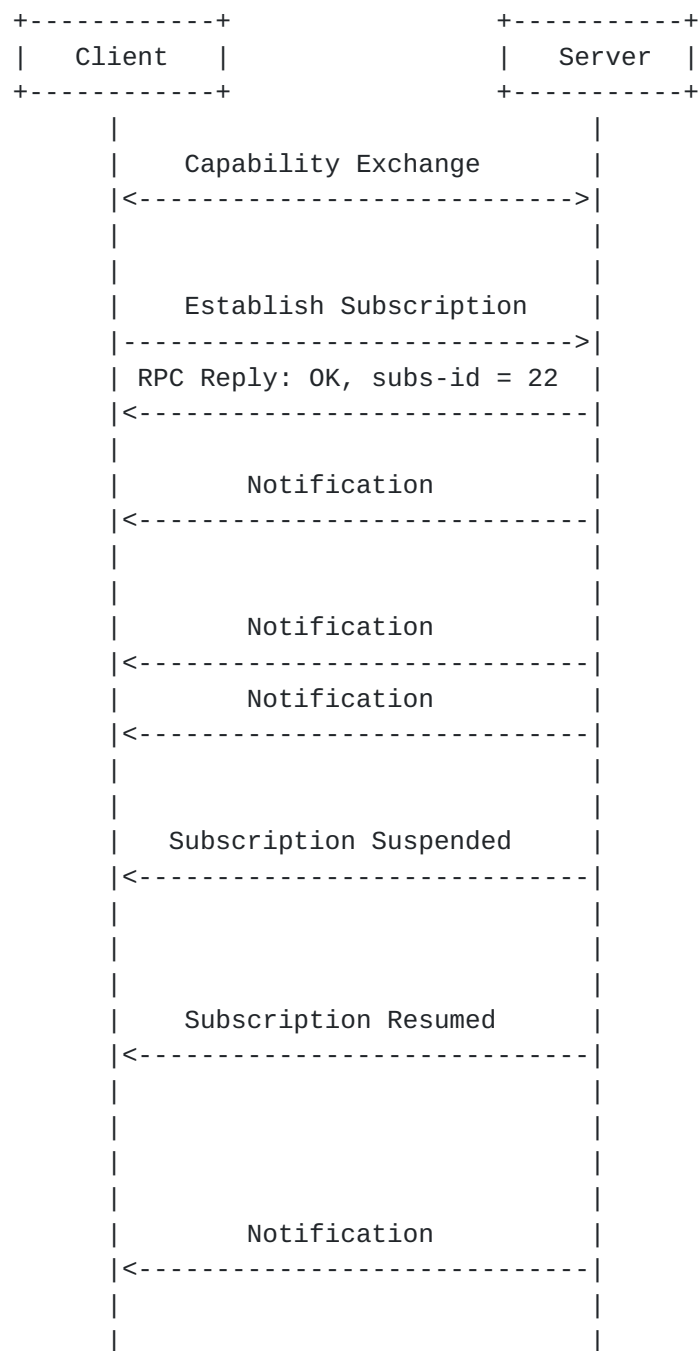 Client Server
Capability Exchange
Establish Subscription
RPC Reply: OK, subs-id = 22
Notification
Notification
Notification
Subscription Suspended
Subscription Resumed
Notification